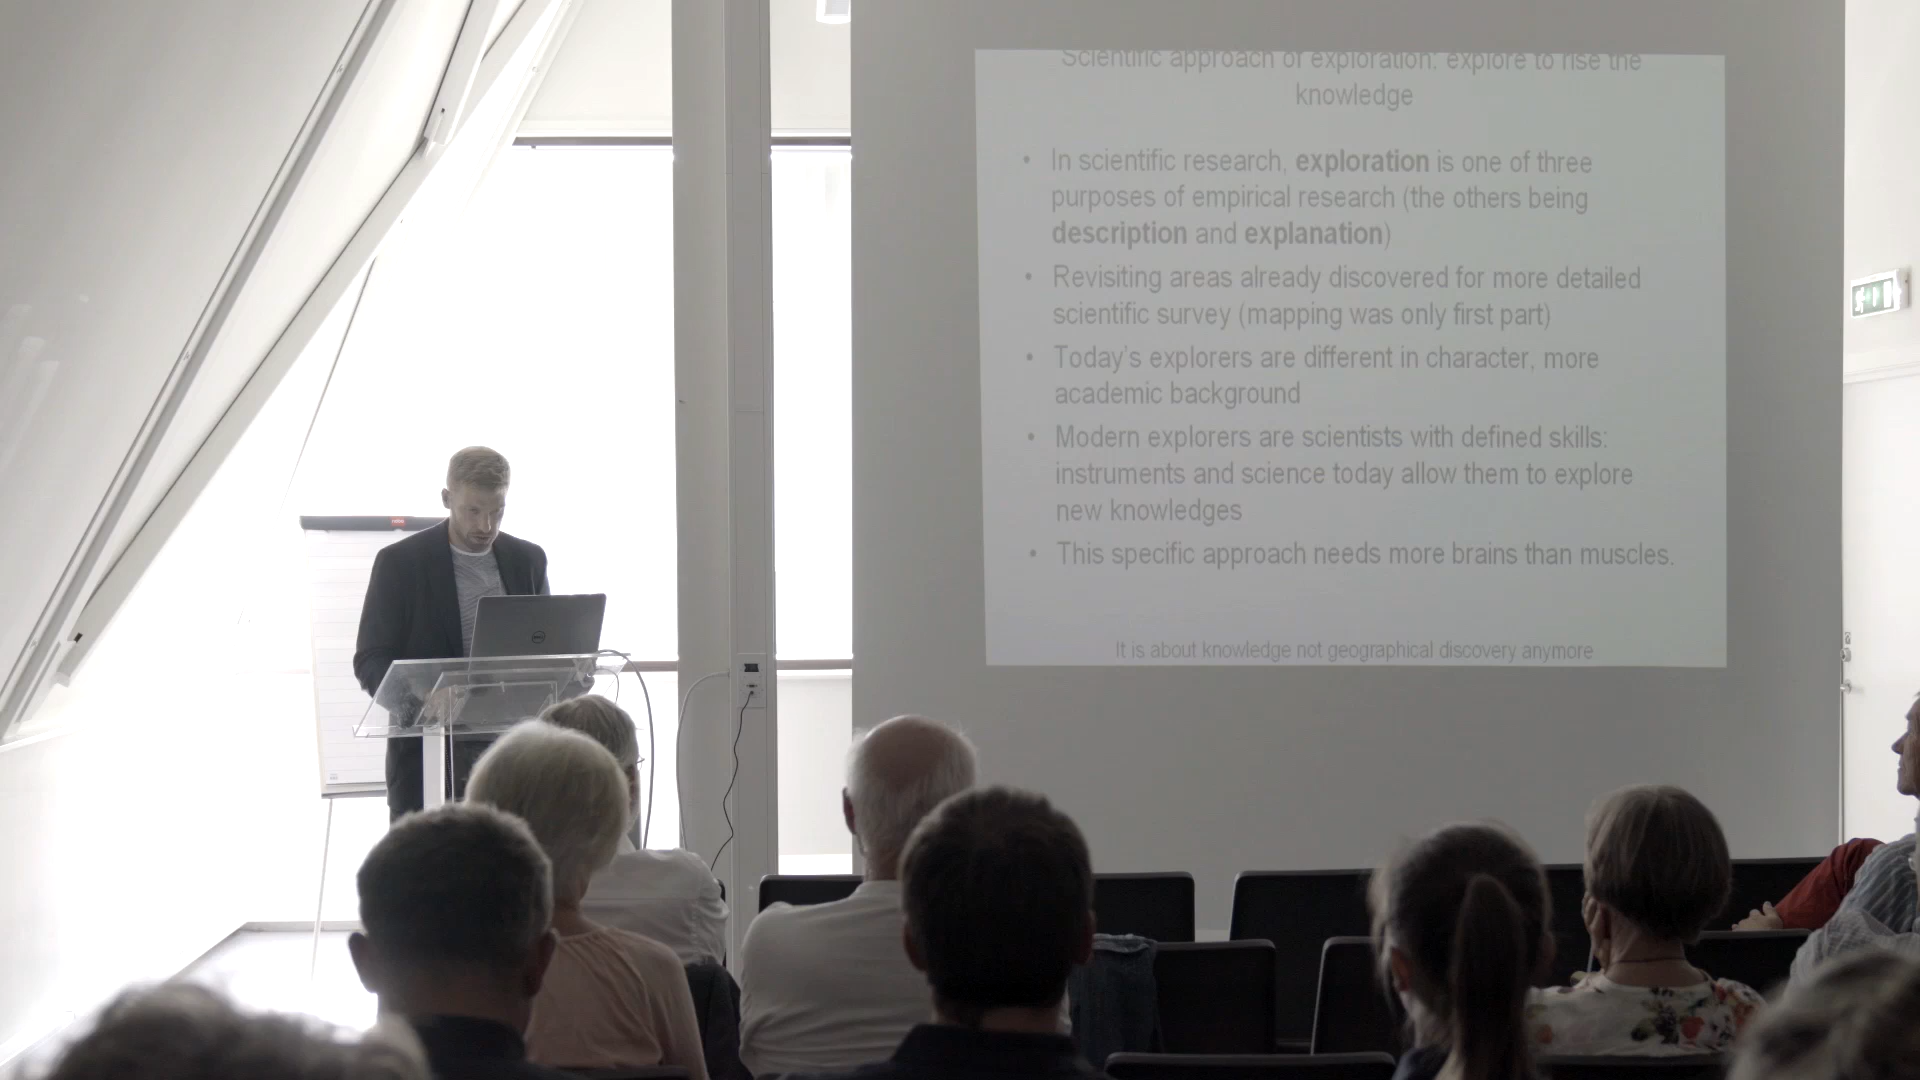 Scientific approach of exploration: explore to rise the
knowledge
• In scientific research, exploration is one of three
purposes of empirical research (the others being
description and explanation)
• Revisiting areas already discovered for more detailed
scientific survey (mapping was only first part)
• Today's explorers are different in character, more
academic background
• Modern explorers are scientists with defined skills:
instruments and science today allow them to explore
new knowledges
• This specific approach needs more brains than muscles.
It is about knowledge not geographical discovery anymore
DELL